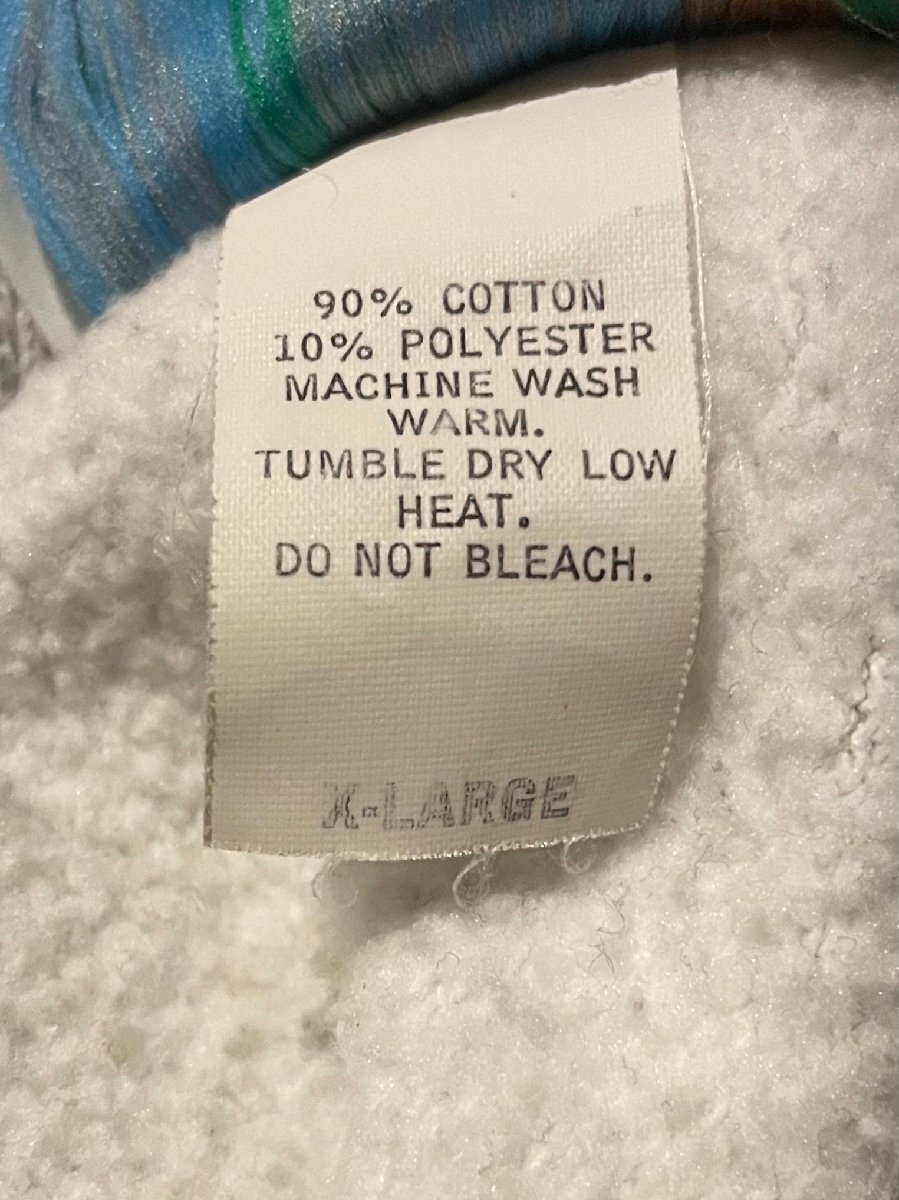 90% COTTON
10% POLYESTER
MACHINE WASH
WARM.
TUMBLE DRY LOW
HEAT.
DO NOT BLEACH.
X-LARGE